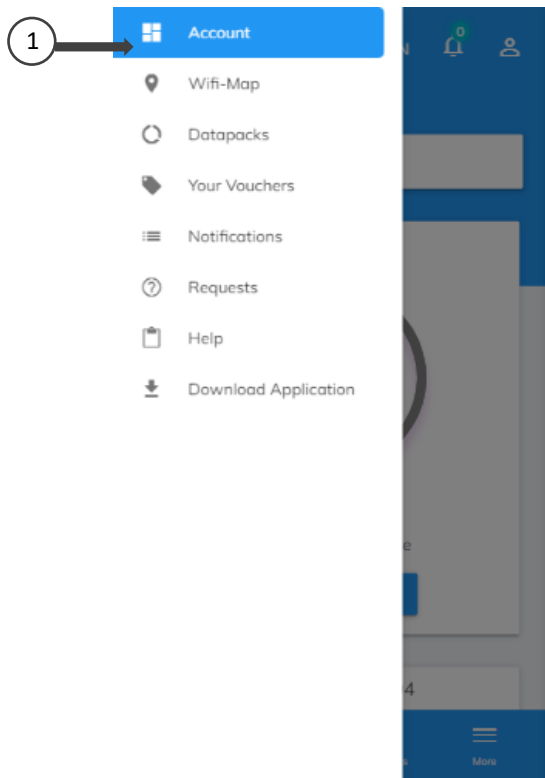 1
Account
Wifi-Map
Datapacks
Your Vouchers
Notifications
Requests
Help
Download Application
N
0
e
4
s
More